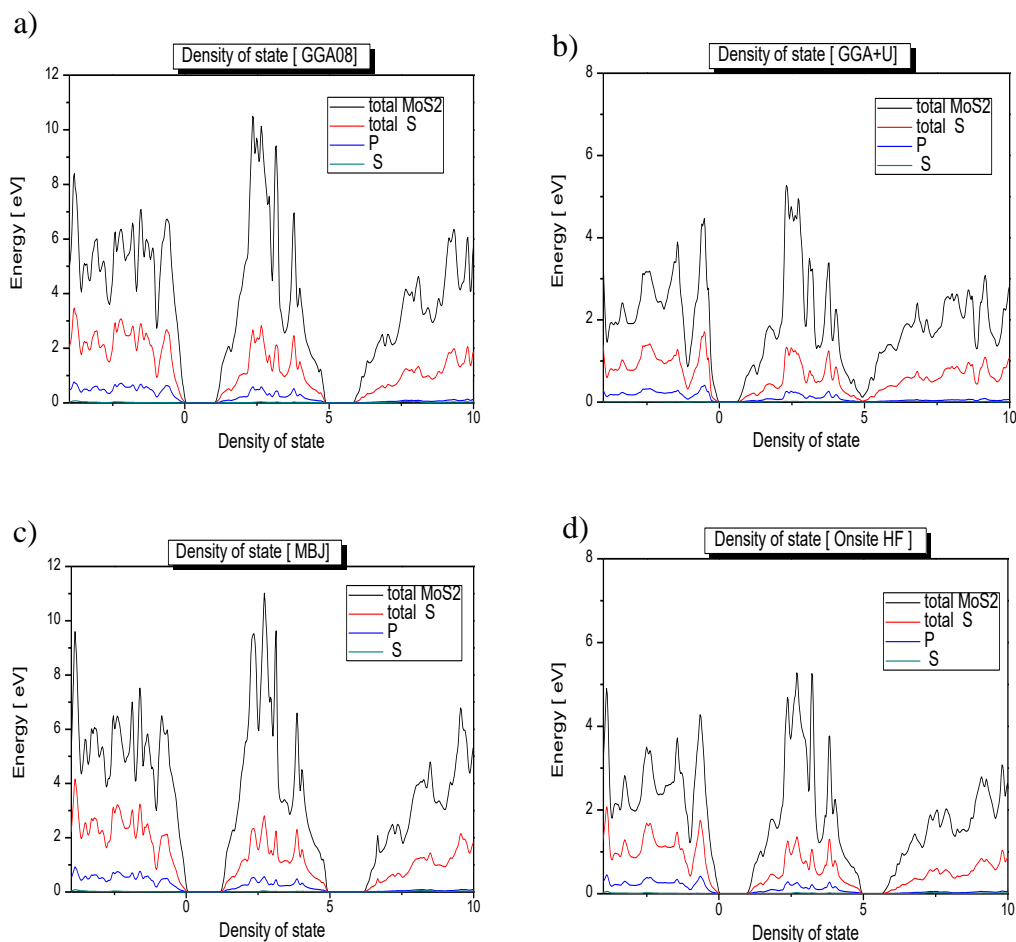 a)
Density of state [ GGA08]
12
10
8
6
4
2
0
Energy [ eV]
total MoS2
total S
P
S
0
5
10
Density of state
b)
Density of state [ GGA+U]
8
6
4
2
0
Energy [ eV]
total MoS2
total S
P
S
0
5
10
Density of state
c)
Density of state [ MBJ]
12
10
8
6
4
2
0
Energy [ eV]
total MoS2
total S
P
S
0
5
10
Density of state
d)
Density of state [ Onsite HF ]
8
6
4
2
0
Energy [ eV]
total MoS2
total S
P
S
0
5
10
Density of state